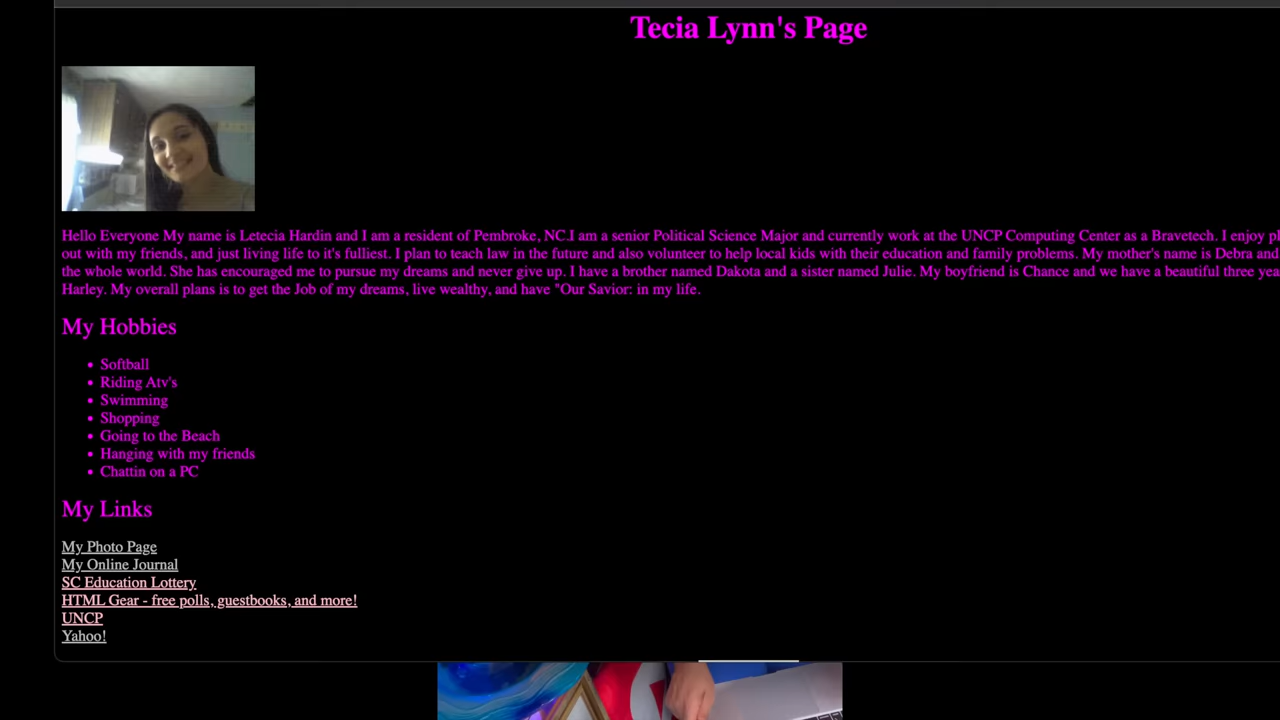 Tecia Lynn's Page
Hello Everyone My name is Letecia Hardin and I am a resident of Pembroke, NC.I am a senior Political Science Major and currently work at the UNCP Computing Center as a Bravetech. I enjoy
out with my friends, and just living life to it's fulliest. I plan to teach law in the future and also volunteer to help local kids with their education and family problems. My mother's name is Debra and
the whole world. She has encouraged me to pursue my dreams and never give up. I have a brother named Dakota and a sister named Julie. My boyfriend is Chance and we have a beautiful three
Harley. My overall plans is to get the Job of my dreams, live wealthy, and have "Our Savior: in my life.
My Hobbies
• Softball
• Riding Atv's
• Swimming
• Shopping
• Going to the Beach
• Hanging with my friends
• Chattin on a PC
My Links
My Photo Page
My Online Journal
SC Education Lottery
HTML Gear - free polls, guestbooks, and more!
UNCP
Yahoo!